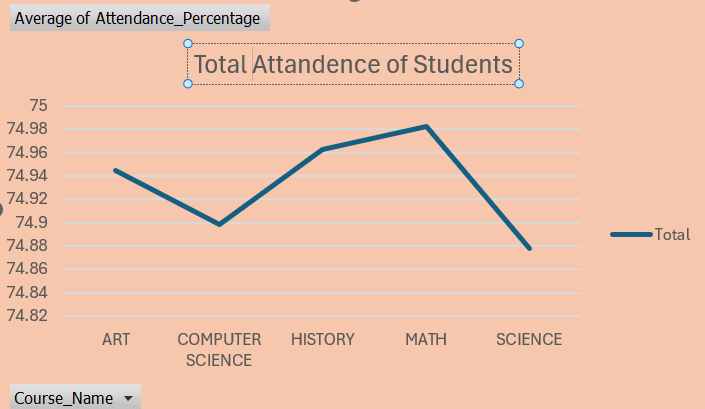 Average of Attendance_Percentage
Total Attandence of Students
75
74.98
74.96
74.94
74.92
74.9
74.88
74.86
74.84
74.82
Total
ART
COMPUTER
SCIENCE
HISTORY
MATH
SCIENCE
Course_Name